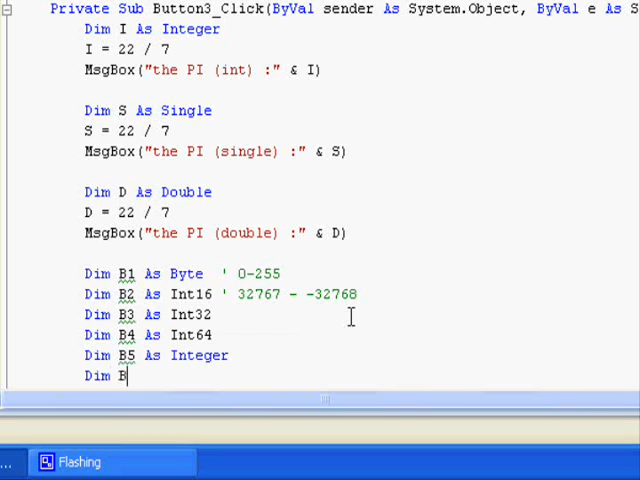 Private Sub Button3_Click(ByVal sender As System.Object, ByVal e As S
Dim I As Integer
I = 22 / 7
MsgBox("the PI (int) :" & I)
Dim S As Single
S = 22 / 7
MsgBox("the PI (single) :" & S)
Dim D As Double
D = 22 / 7
MsgBox("the PI (double) :" & D)
Dim B1 As Byte ' 0-255
Dim B2 As Int16 ' 32767 - -32768
Dim B3 As Int32
Dim B4 As Int64
Dim B5 As Integer
Dim B
... Flashing